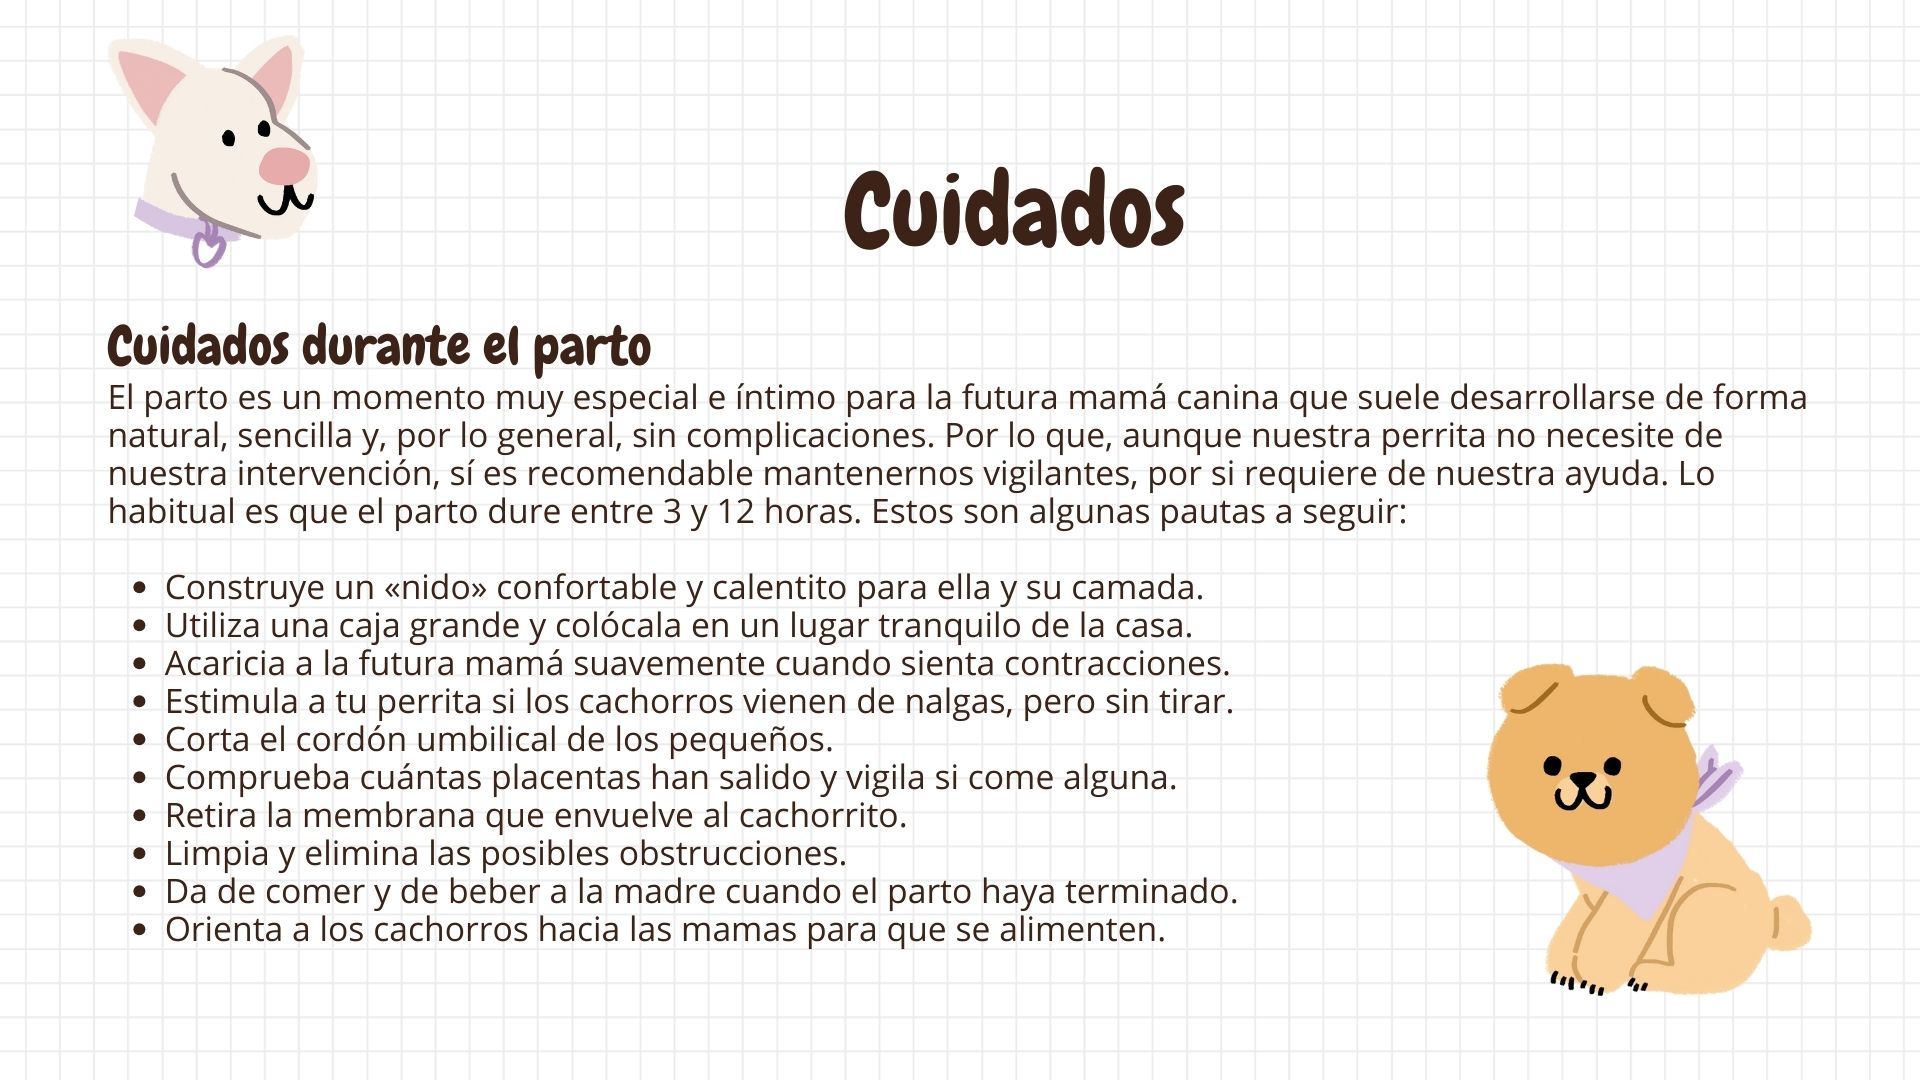 Cuidados
Cuidados durante el parto
El parto es un momento muy especial e íntimo para la futura mamá canina que suele desarrollarse de forma
natural, sencilla y, por lo general, sin complicaciones. Por lo que, aunque nuestra perrita no necesite de
nuestra intervención, sí es recomendable mantenernos vigilantes, por si requiere de nuestra ayuda. Lo
habitual es que el parto dure entre 3 y 12 horas. Estos son algunas pautas a seguir:
• Construye un «nido» confortable y calentito para ella y su camada.
• Utiliza una caja grande y colócala en un lugar tranquilo de la casa.
• Acaricia a la futura mamá suavemente cuando sienta contracciones.
• Estimula a tu perrita si los cachorros vienen de nalgas, pero sin tirar.
• Corta el cordón umbilical de los pequeños.
• Comprueba cuántas placentas han salido y vigila si come alguna.
• Retira la membrana que envuelve al cachorrito.
• Limpia y elimina las posibles obstrucciones.
• Da de comer y de beber a la madre cuando el parto haya terminado.
• Orienta a los cachorros hacia las mamas para que se alimenten.